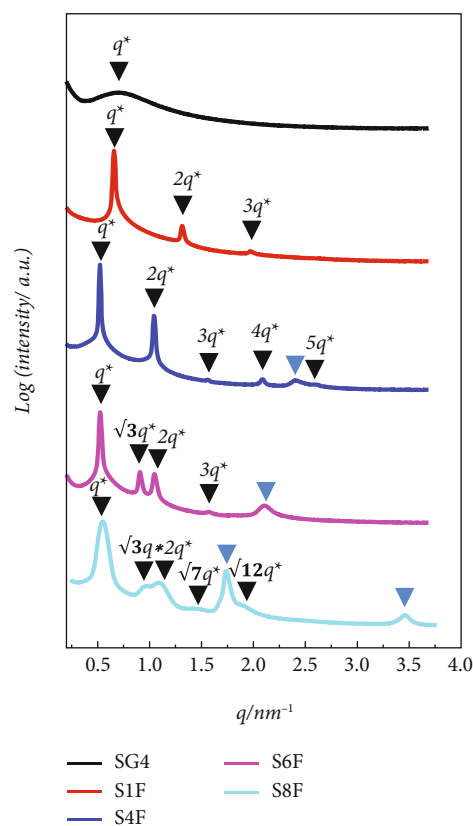 q*
q*
2q*
3q*
q*
2q*
3q*
4q*
5q*
q*
√3q*
2q*
3q*
q*
√3q*2q*
√7q*
√12q*
Log (intensity/ a.u.)
0.5 1.0 1.5 2.0 2.5 3.0 3.5 4.0
q/nm⁻¹
SG4
S6F
S1F
S8F
S4F